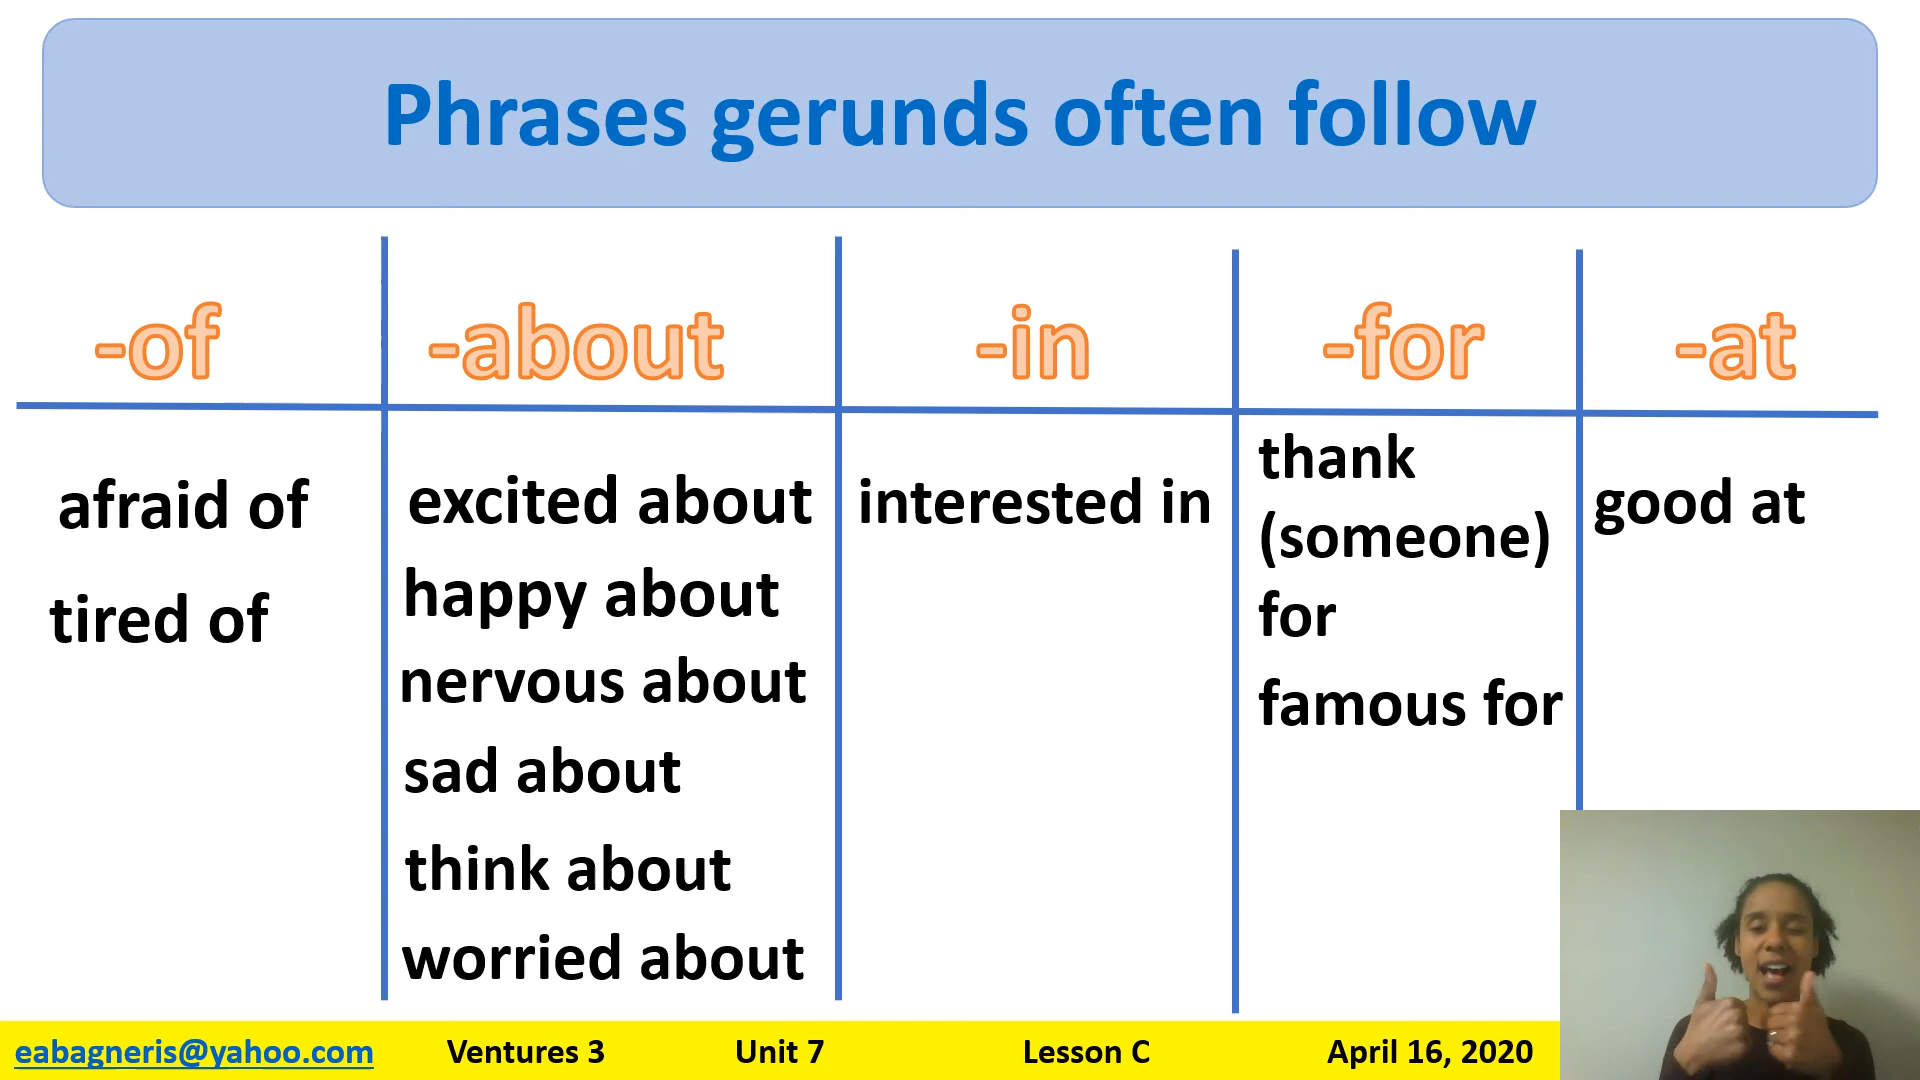 Phrases gerunds often follow
-of
-about
-in
-for
-at
afraid of
tired of
excited about
happy about
nervous about
sad about
think about
worried about
interested in
thank
(someone)
for
famous for
good at
eabagneris@yahoo.com Ventures 3 Unit 7 Lesson C April 16, 2020